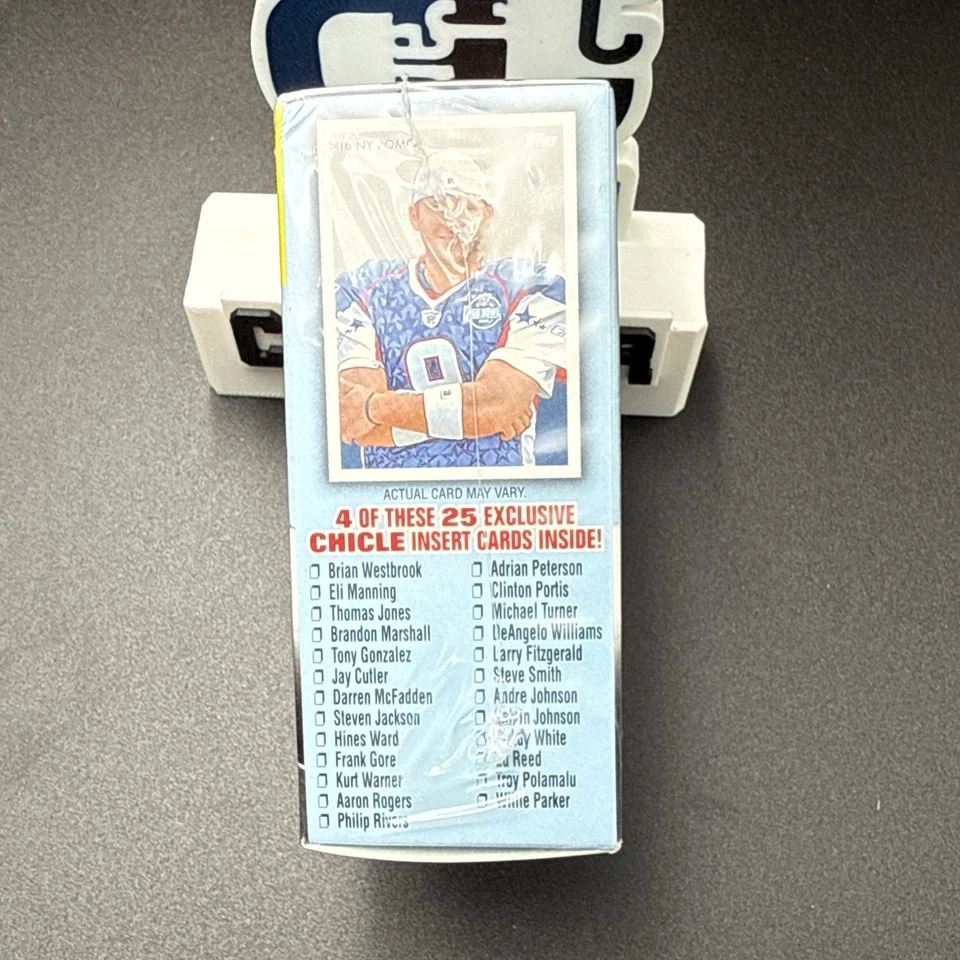 Topps
ACTUAL CARD MAY VARY.
4 OF THESE 25 EXCLUSIVE
CHICLE INSERT CARDS INSIDE!
Brian Westbrook
Eli Manning
Thomas Jones
Brandon Marshall
Tony Gonzalez
Jay Cutler
Darren McFadden
Steven Jackson
Hines Ward
Frank Gore
Kurt Warner
Aaron Rogers
Philip Rivers
Adrian Peterson
Clinton Portis
Michael Turner
DeAngelo Williams
Larry Fitzgerald
Steve Smith
Andre Johnson
Johnson
White
Ed Reed
Troy Polamalu
Willie Parker
9